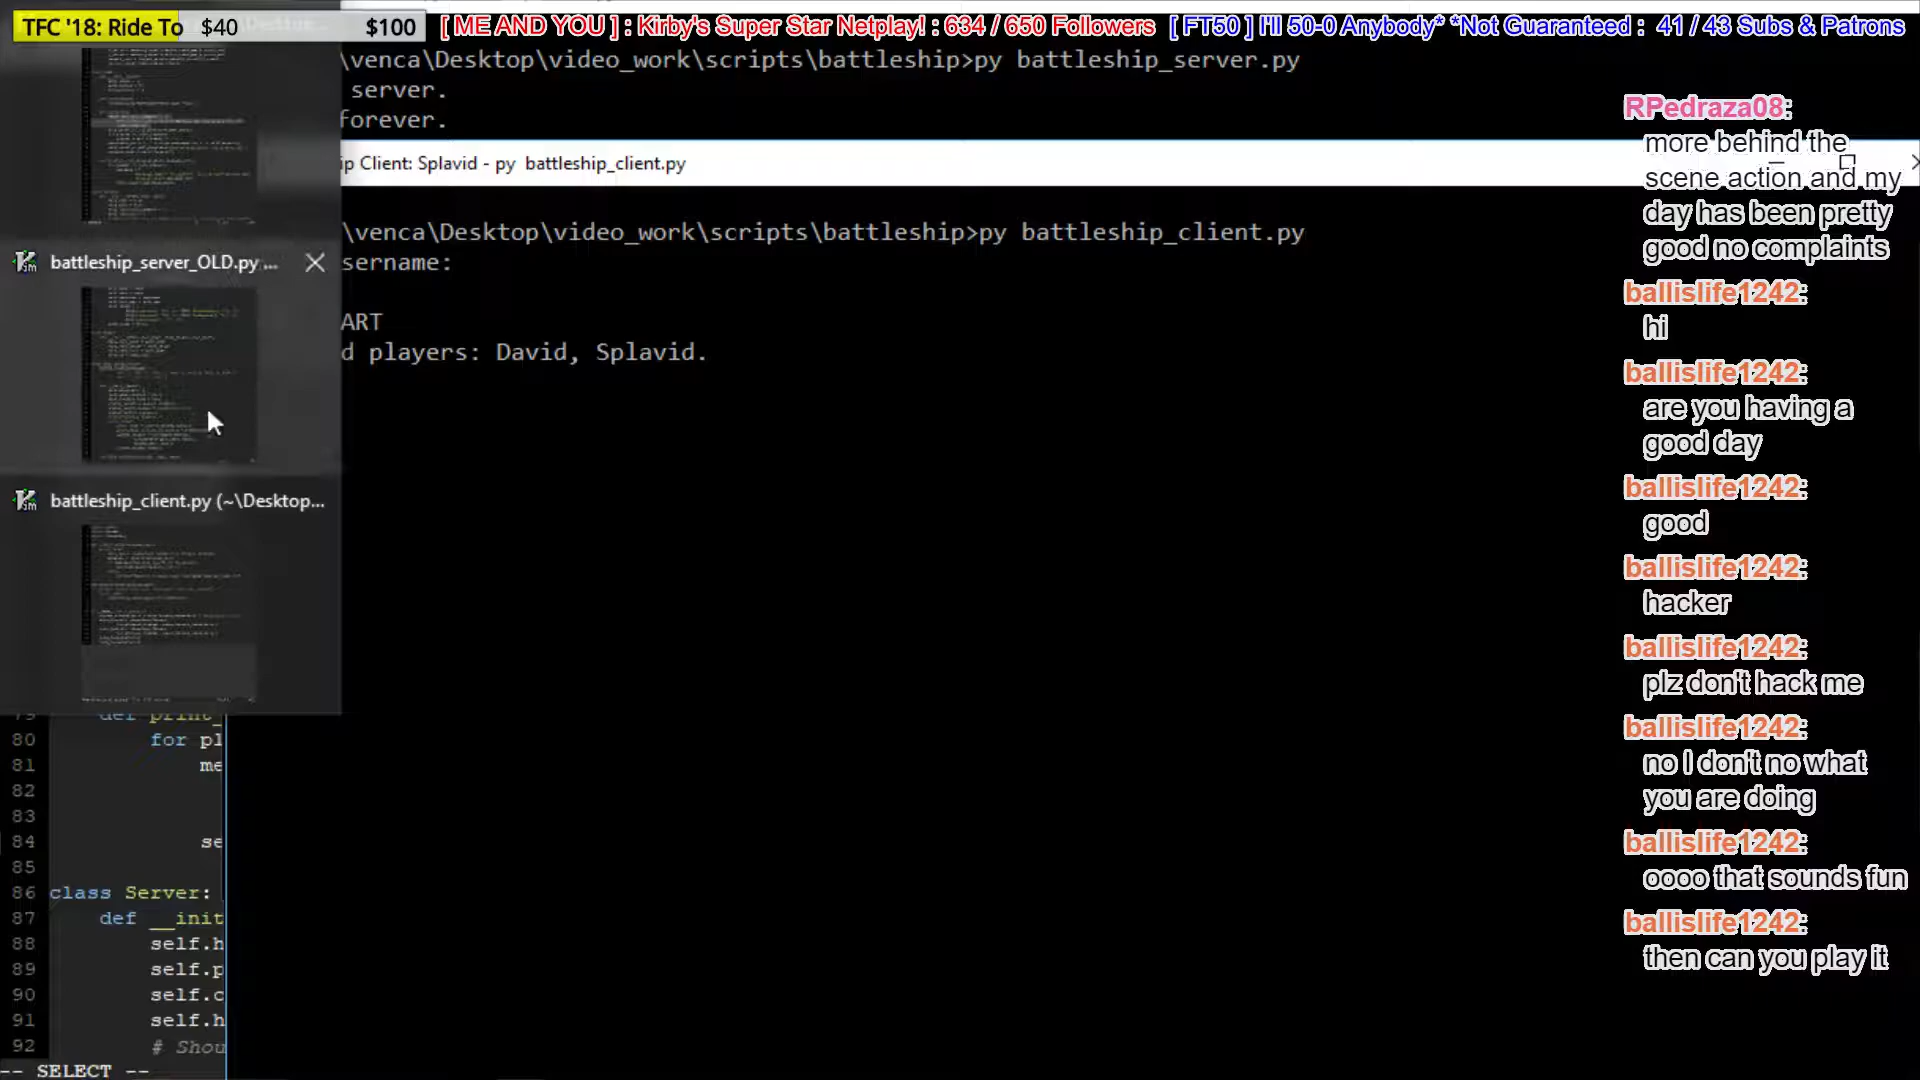 TFC '18: Ride To $40 $100 [ ME AND YOU ] : Kirby's Super Star Netplay! : 634 / 650 Followers [ FT50 ] I'll 50-0 Anybody* *Not Guaranteed : 41 / 43 Subs & Patrons
\venca\Desktop\video_work\scripts\battleship>py battleship_server.py
server.
forever.
ip Client: Splavid - py battleship_client.py
\venca\Desktop\video_work\scripts\battleship>py battleship_client.py
sername:
ART
d players: David, Splavid.
battleship_server_OLD.py ...
battleship_client.py (~\Desktop...
79 def print_
80 for pl
81 me
82
83
84 se
85
86 class Server:
87 def __init
88 self.h
89 self.p
90 self.c
91 self.h
92 # Shou
-- SELECT --
RPedraza08:
more behind the
scene action and my
day has been pretty
good no complaints
ballislife1242:
hi
ballislife1242:
are you having a
good day
ballislife1242:
good
ballislife1242:
hacker
ballislife1242:
plz don't hack me
ballislife1242:
no I don't no what
you are doing
ballislife1242:
oooo that sounds fun
ballislife1242:
then can you play it